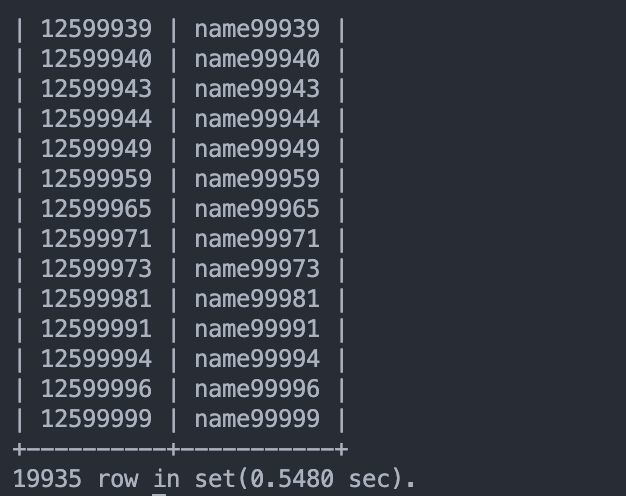 | 12599939 | name99939 |
| 12599940 | name99940 |
| 12599943 | name99943 |
| 12599944 | name99944 |
| 12599949 | name99949 |
| 12599959 | name99959 |
| 12599965 | name99965 |
| 12599971 | name99971 |
| 12599973 | name99973 |
| 12599981 | name99981 |
| 12599991 | name99991 |
| 12599994 | name99994 |
| 12599996 | name99996 |
| 12599999 | name99999 |
+----------+-----------+
19935 row in set(0.5480 sec).